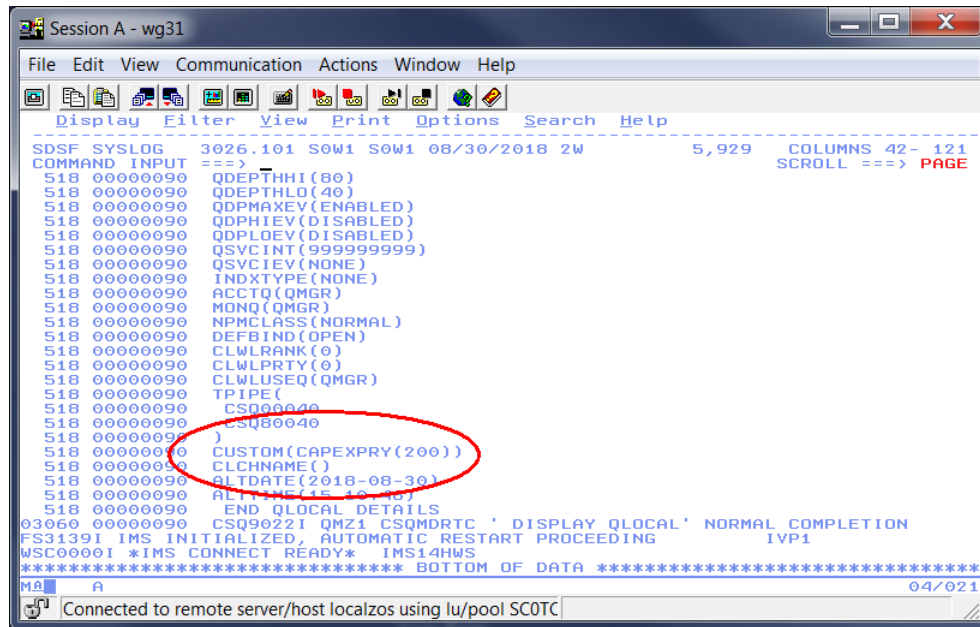 Session A - wg31
File Edit View Communication Actions Window Help
Display Filter View Print Options Search Help
SDSF SYSLOG 3026.101 S0W1 S0W1 08/30/2018 2W 5,929 COLUMNS 42- 121
COMMAND INPUT ===> _ SCROLL ===> PAGE
518 00000090 QDEPTHHI(80)
518 00000090 QDEPTHLO(40)
518 00000090 QDPMAXEV(ENABLED)
518 00000090 QDPHIEV(DISABLED)
518 00000090 QDPLOEV(DISABLED)
518 00000090 QSVCINT(999999999)
518 00000090 QSVCIEV(NONE)
518 00000090 INDXTYPE(NONE)
518 00000090 ACCTQ(QMGR)
518 00000090 MONQ(QMGR)
518 00000090 NPMCLASS(NORMAL)
518 00000090 DEFBIND(OPEN)
518 00000090 CLWLRANK(0)
518 00000090 CLWLPRTY(0)
518 00000090 CLWLUSEQ(QMGR)
518 00000090 TPIPE(
518 00000090 CSQ00040
518 00000090 CSQ80040
518 00000090 )
518 00000090 CUSTOM(CAPEXPRY(200))
518 00000090 CLCHNAME()
518 00000090 ALTDATE(2018-08-30)
518 00000090
518 00000090 END QLOCAL DETAILS
03060 00000090 CSQ9022I QMZ1 CSQMDRTC ' DISPLAY QLOCAL' NORMAL COMPLETION
FS3139I IMS INITIALIZED, AUTOMATIC RESTART PROCEEDING IVP1
WSC0000I *IMS CONNECT READY* IMS14HWS
******************************** BOTTOM OF DATA ********************************
MA A 04/021
Connected to remote server/host localzos using lu/pool SC0TC